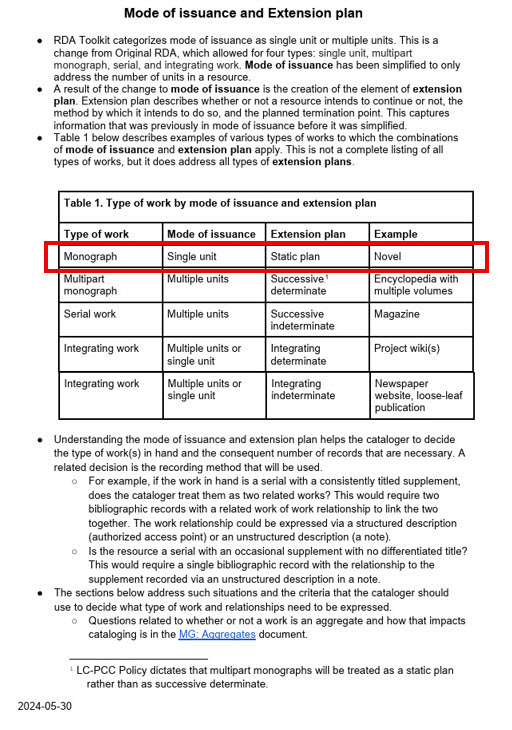 Mode of issuance and Extension plan
● RDA Toolkit categorizes mode of issuance as single unit or multiple units. This is a
change from Original RDA, which allowed for four types: single unit, multipart
monograph, serial, and integrating work. Mode of issuance has been simplified to only
address the number of units in a resource.
● A result of the change to mode of issuance is the creation of the element of extension
plan. Extension plan describes whether or not a resource intends to continue or not, the
method by which it intends to do so, and the planned termination point. This captures
information that was previously in mode of issuance before it was simplified.
● Table 1 below describes examples of various types of works to which the combinations
of mode of issuance and extension plan apply. This is not a complete listing of all
types of works, but it does address all types of extension plans.
Table 1. Type of work by mode of issuance and extension plan
Type of work Mode of issuance Extension plan Example
Monograph Single unit Static plan Novel
Multipart Multiple units Successive¹ Encyclopedia with
monograph determinate multiple volumes
Serial work Multiple units Successive Magazine
indeterminate
Integrating work Multiple units or Integrating Project wiki(s)
single unit determinate
Integrating work Multiple units or Integrating Newspaper
single unit indeterminate website, loose-leaf
publication
● Understanding the mode of issuance and extension plan helps the cataloger to decide
the type of work(s) in hand and the consequent number of records that are necessary. A
related decision is the recording method that will be used.
○ For example, if the work in hand is a serial with a consistently titled supplement,
does the cataloger treat them as two related works? This would require two
bibliographic records with a related work of work relationship to link the two
together. The work relationship could be expressed via a structured description
(authorized access point) or an unstructured description (a note).
○ Is the resource a serial with an occasional supplement with no differentiated title?
This would require a single bibliographic record with the relationship to the
supplement recorded via an unstructured description in a note.
● The sections below address such situations and the criteria that the cataloger should
use to decide what type of work and relationships need to be expressed.
○ Questions related to whether or not a work is an aggregate and how that impacts
cataloging is in the MG: Aggregates document.
¹ LC-PCC Policy dictates that multipart monographs will be treated as a static plan
rather than as successive determinate.
2024-05-30